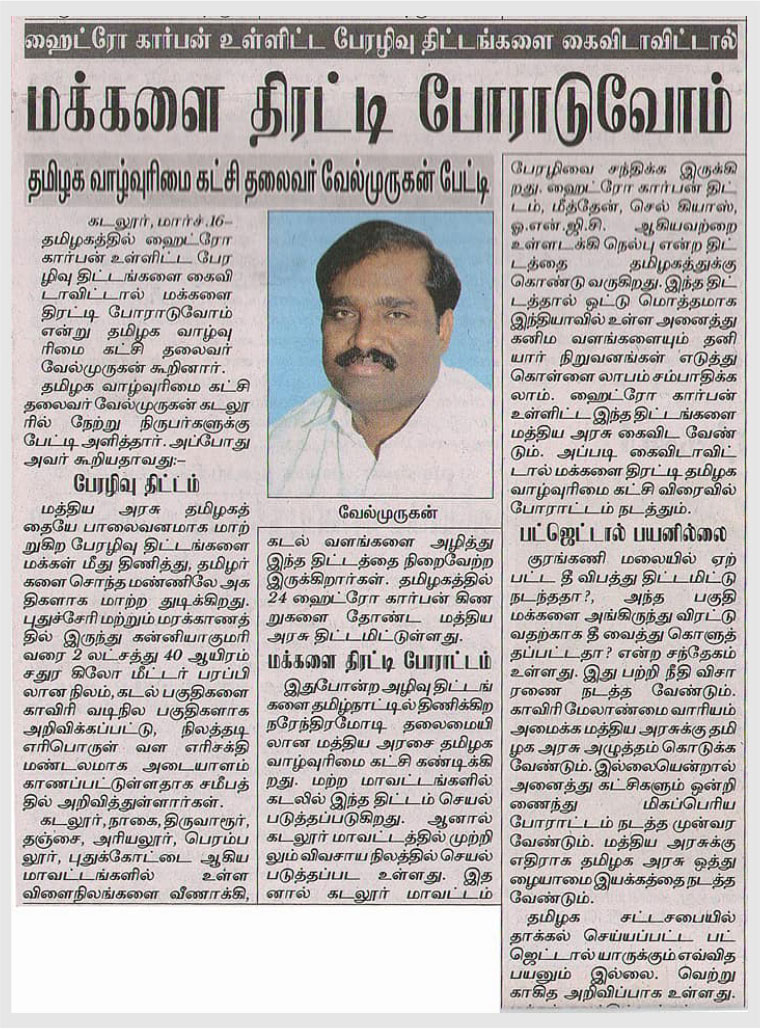 ஹைட்ரோ கார்பன் உள்ளிட்ட பேரழிவு திட்டங்களை கைவிடாவிட்டால்
மக்களை திரட்டி போராடுவோம்
தமிழக வாழ்வுரிமை கட்சி தலைவர் வேல்முருகன் பேட்டி
கடலூர், மார்ச்.16–
தமிழகத்தில் ஹைட்ரோ
கார்பன் உள்ளிட்ட பேர
ழிவு திட்டங்களை கைவி
டாவிட்டால் மக்களை
திரட்டி போராடுவோம்
என்று தமிழக வாழ்வு
ரிமை கட்சி தலைவர்
வேல்முருகன் கூறினார்.
தமிழக வாழ்வுரிமை கட்சி
தலைவர் வேல்முருகன் கடலூ
ரில் நேற்று நிருபர்களுக்கு
பேட்டி அளித்தார். அப்போது
அவர் கூறியதாவது:–
பேரழிவு திட்டம்
மத்திய அரசு தமிழகத்
தையே பாலைவனமாக மாற்
றுகிற பேரழிவு திட்டங்களை
மக்கள் மீது திணித்து, தமிழர்
களை சொந்த மண்ணிலே அக
திகளாக மாற்ற துடிக்கிறது.
புதுச்சேரி மற்றும் மரக்காணத்
தில் இருந்து கன்னியாகுமரி
வரை 2 லட்சத்து 40 ஆயிரம்
சதுர கிலோ மீட்டர் பரப்பி
லான நிலம், கடல் பகுதிகளை
காவிரி வடிநில பகுதிகளாக
அறிவிக்கப்பட்டு, நிலத்தடி
எரிபொருள் வள எரிசக்தி
மண்டலமாக அடையாளம்
காணப்பட்டுள்ளதாக சமீபத்
தில் அறிவித்துள்ளார்கள்.
கடலூர், நாகை, திருவாரூர்,
தஞ்சை, அரியலூர், பெரம்ப
லூர், புதுக்கோட்டை ஆகிய
மாவட்டங்களில் உள்ள
விளைநிலங்களை வீணாக்கி,
வேல்முருகன்
கடல் வளங்களை அழித்து
இந்த திட்டத்தை நிறைவேற்ற
இருக்கிறார்கள். தமிழகத்தில்
24 ஹைட்ரோ கார்பன் கிண
றுகளை தோண்ட மத்திய
அரசு திட்டமிட்டுள்ளது.
மக்களை திரட்டி போராட்டம்
இதுபோன்ற அழிவு திட்டங்
களை தமிழ்நாட்டில் திணிக்கிற
நரேந்திரமோடி தலைமையி
லான மத்திய அரசை தமிழக
வாழ்வுரிமை கட்சி கண்டிக்கி
றது. மற்ற மாவட்டங்களில்
கடலில் இந்த திட்டம் செயல்
படுத்தப்படுகிறது. ஆனால்
கடலூர் மாவட்டத்தில் முற்றி
லும் விவசாய நிலத்தில் செயல்
படுத்தப்பட உள்ளது. இத
னால் கடலூர் மாவட்டம்
பேரழிவை சந்திக்க இருக்கி
றது. ஹைட்ரோ கார்பன் திட்
டம், மீத்தேன், செல் கியாஸ்,
ஓ.என்.ஜி.சி. ஆகியவற்றை
உள்ளடக்கி நெல்பு என்ற திட்
டத்தை தமிழகத்துக்கு
கொண்டு வருகிறது. இந்த திட்
டத்தால் ஒட்டு மொத்தமாக
இந்தியாவில் உள்ள அனைத்து
கனிம வளங்களையும் தனி
யார் நிறுவனங்கள் எடுத்து
கொள்ளை லாபம் சம்பாதிக்க
லாம். ஹைட்ரோ கார்பன்
உள்ளிட்ட இந்த திட்டங்களை
மத்திய அரசு கைவிட வேண்
டும். அப்படி கைவிடாவிட்
டால் மக்களை திரட்டி தமிழக
வாழ்வுரிமை கட்சி விரைவில்
போராட்டம் நடத்தும்.
பட்ஜெட்டால் பயனில்லை
குரங்கணி மலையில் ஏற்
பட்ட தீ விபத்து திட்டமிட்டு
நடந்ததா?, அந்த பகுதி
மக்களை அங்கிருந்து விரட்டு
வதற்காக தீ வைத்து கொளுத்
தப்பட்டதா? என்ற சந்தேகம்
உள்ளது. இது பற்றி நீதி விசா
ரணை நடத்த வேண்டும்.
காவிரி மேலாண்மை வாரியம்
அமைக்க மத்திய அரசுக்கு தமி
ழக அரசு அழுத்தம் கொடுக்க
வேண்டும். இல்லையென்றால்
அனைத்து கட்சிகளும் ஒன்றி
ணைந்து மிகப்பெரிய
போராட்டம் நடத்த முன்வர
வேண்டும். மத்திய அரசுக்கு
எதிராக தமிழக அரசு ஒத்து
ழையாமை இயக்கத்தை நடத்த
வேண்டும்.
தமிழக சட்டசபையில்
தாக்கல் செய்யப்பட்ட பட்
ஜெட்டால் யாருக்கும் எவ்வித
பயனும் இல்லை. வெற்று
காகித அறிவிப்பாக உள்ளது.